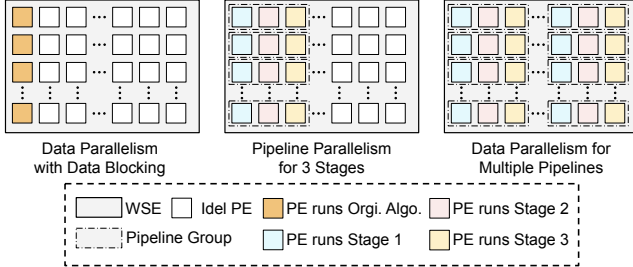 Data Parallelism
with Data Blocking
Pipeline Parallelism
for 3 Stages
Data Parallelism for
Multiple Pipelines
WSE
Idel PE
PE runs Orgi. Algo.
PE runs Stage 2
Pipeline Group
PE runs Stage 1
PE runs Stage 3